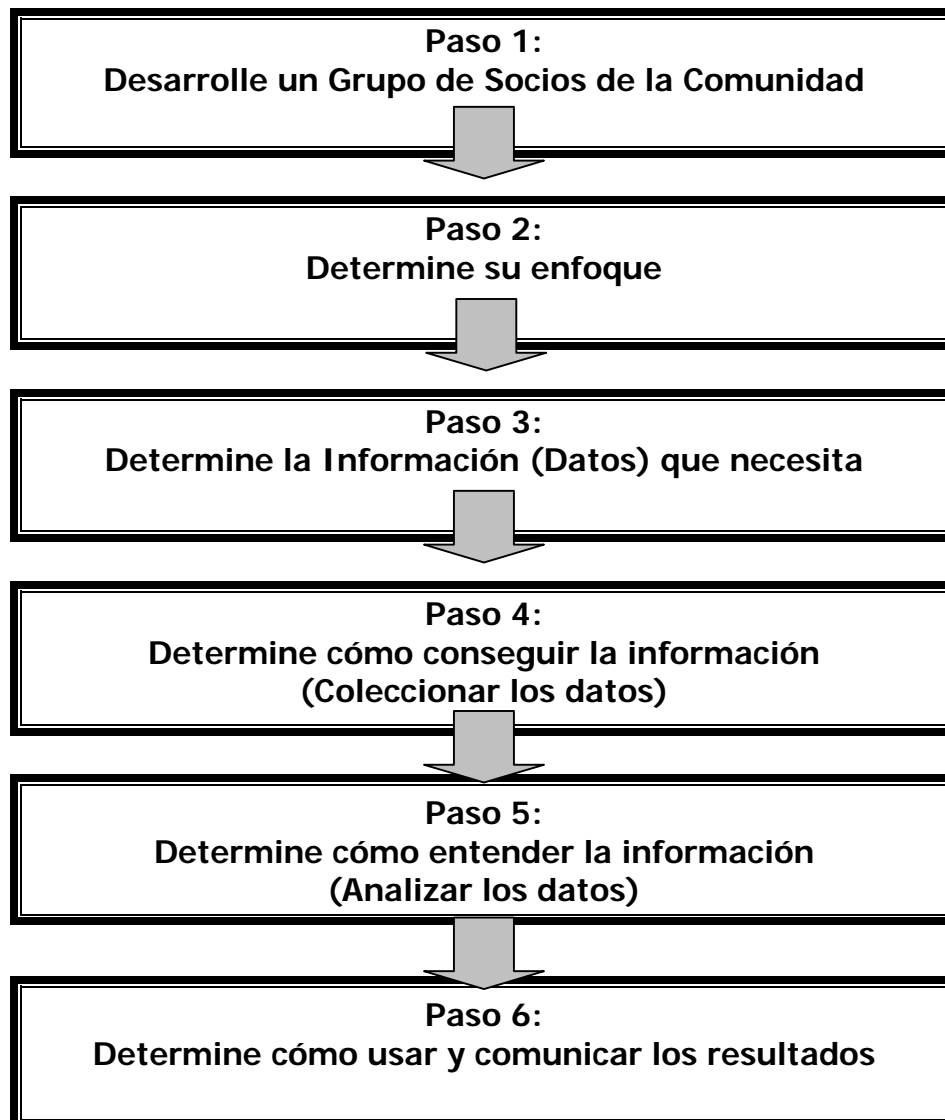 Paso 1:
Desarrolle un Grupo de Socios de la Comunidad
Paso 2:
Determine su enfoque
Paso 3:
Determine la Información (Datos) que necesita
Paso 4:
Determine cómo conseguir la información
(Coleccionar los datos)
Paso 5:
Determine cómo entender la información
(Analizar los datos)
Paso 6:
Determine cómo usar y comunicar los resultados